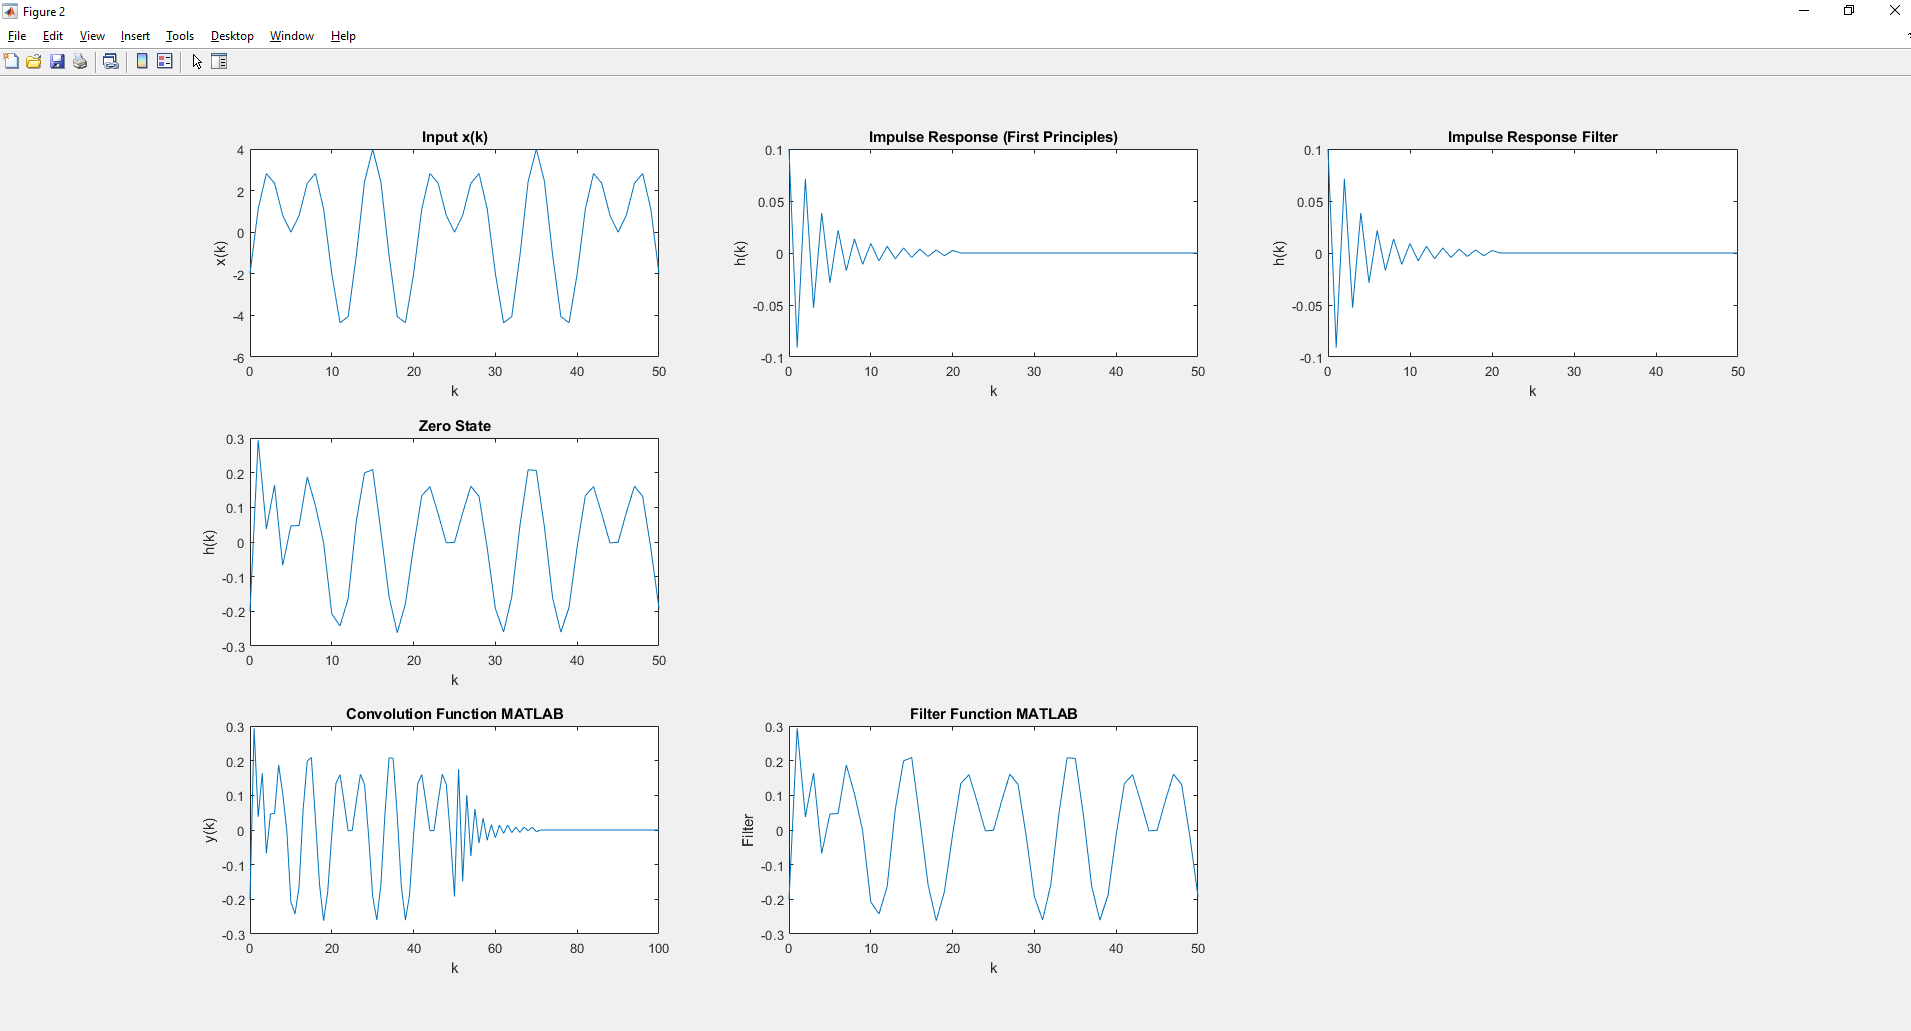 Figure 2
File Edit View Insert Tools Desktop Window Help
Input x(k)
4
2
0
-2
-4
-6
x(k)
0 10 20 30 40 50
k
Impulse Response (First Principles)
0.1
0.05
0
-0.05
-0.1
h(k)
0 10 20 30 40 50
k
Impulse Response Filter
0.1
0.05
0
-0.05
-0.1
h(k)
0 10 20 30 40 50
k
Zero State
0.3
0.2
0.1
0
-0.1
-0.2
-0.3
h(k)
0 10 20 30 40 50
k
Convolution Function MATLAB
0.3
0.2
0.1
0
-0.1
-0.2
-0.3
y(k)
0 20 40 60 80 100
k
Filter Function MATLAB
0.3
0.2
0.1
0
-0.1
-0.2
-0.3
Filter
0 10 20 30 40 50
k